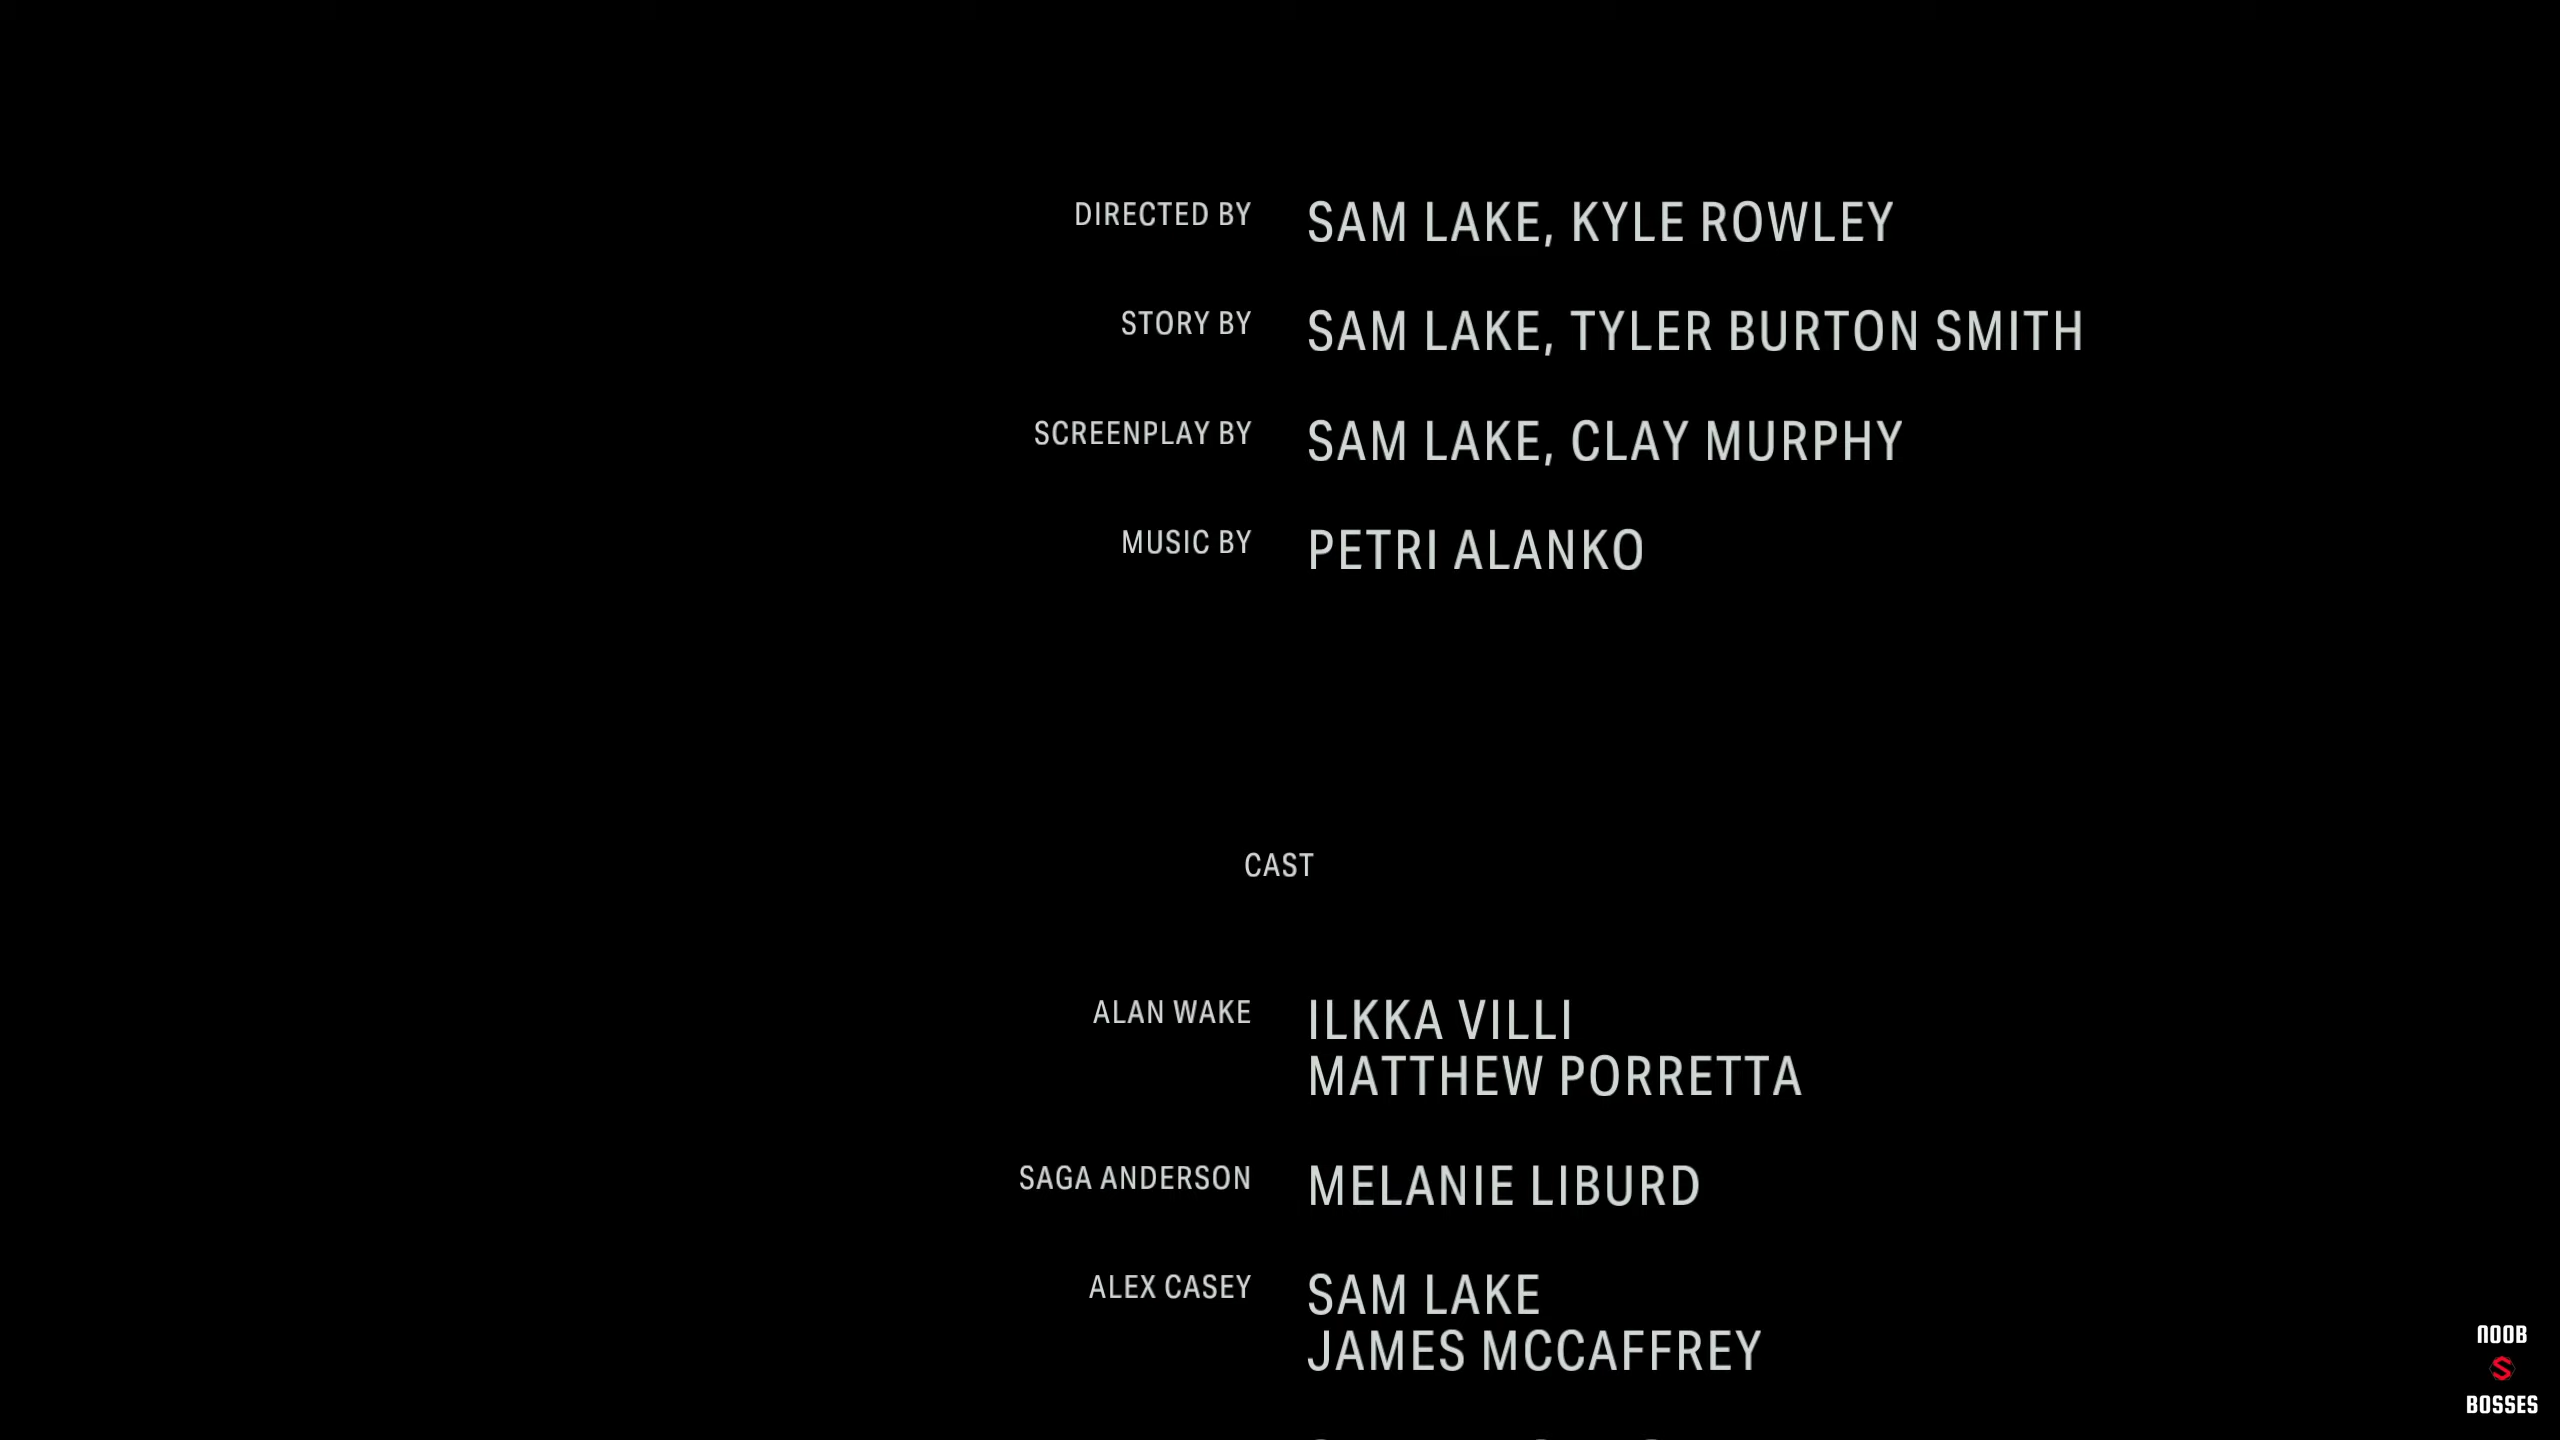 DIRECTED BY SAM LAKE, KYLE ROWLEY
STORY BY SAM LAKE, TYLER BURTON SMITH
SCREENPLAY BY SAM LAKE, CLAY MURPHY
MUSIC BY PETRI ALANKO
CAST
ALAN WAKE ILKKA VILLI
MATTHEW PORRETTA
SAGA ANDERSON MELANIE LIBURD
ALEX CASEY SAM LAKE
JAMES MCCAFFREY
NOOB
S
BOSSES